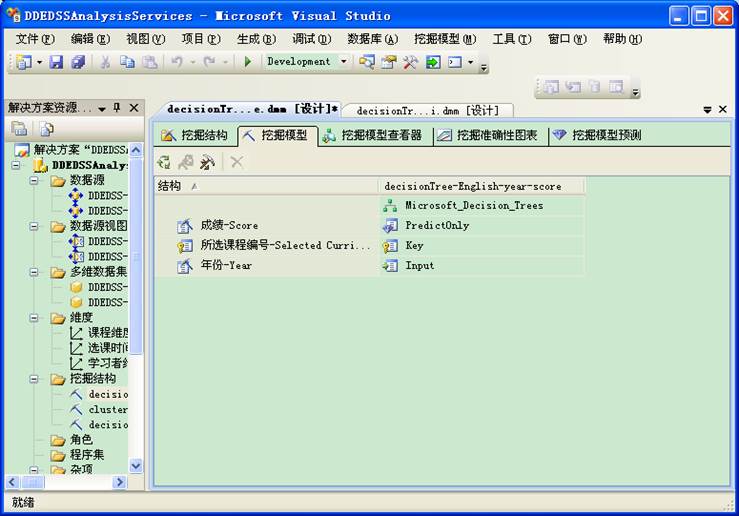 DDEDSSAnalysisServices - Microsoft Visual Studio
文件(F) 编辑(E) 视图(V) 项目(P) 生成(B) 调试(D) 数据库(A) 挖掘模型(M) 工具(T) 窗口(W) 帮助(H)
Development
解决方案资源...
decisionTr...e.dmm [设计]* decisionTr...i.dmm [设计]
挖掘结构 挖掘模型 挖掘模型查看器 挖掘准确性图表 挖掘模型预测
解决方案 "DDEDSSA
DDEDSSAnaly
数据源
DDEDSS-
DDEDSS-
数据源视图
DDEDSS-
DDEDSS-
多维数据集
DDEDSS-
DDEDSS-
维度
课程维度
选课时间
学习者维
挖掘结构
decisio
cluster
decisio
角色
程序集
杂项
结构 decisionTree-English-year-score
Microsoft_Decision_Trees
成绩-Score PredictOnly
所选课程编号-Selected Curri... Key
年份-Year Input
就绪